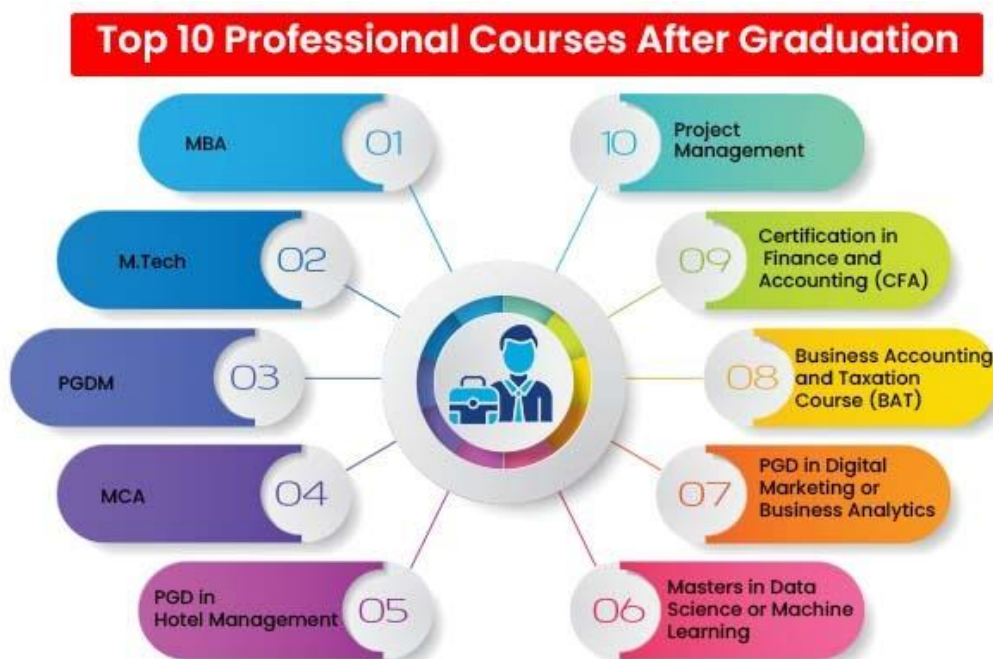 Top 10 Professional Courses After Graduation
MBA
01
M.Tech
02
PGDM
03
MCA
04
PGD in
Hotel Management
05
Masters in Data
Science or Machine
Learning
06
PGD in Digital
Marketing or
Business Analytics
07
Business Accounting
and Taxation
Course (BAT)
08
Certification in
Finance and
Accounting (CFA)
09
Project
Management
10